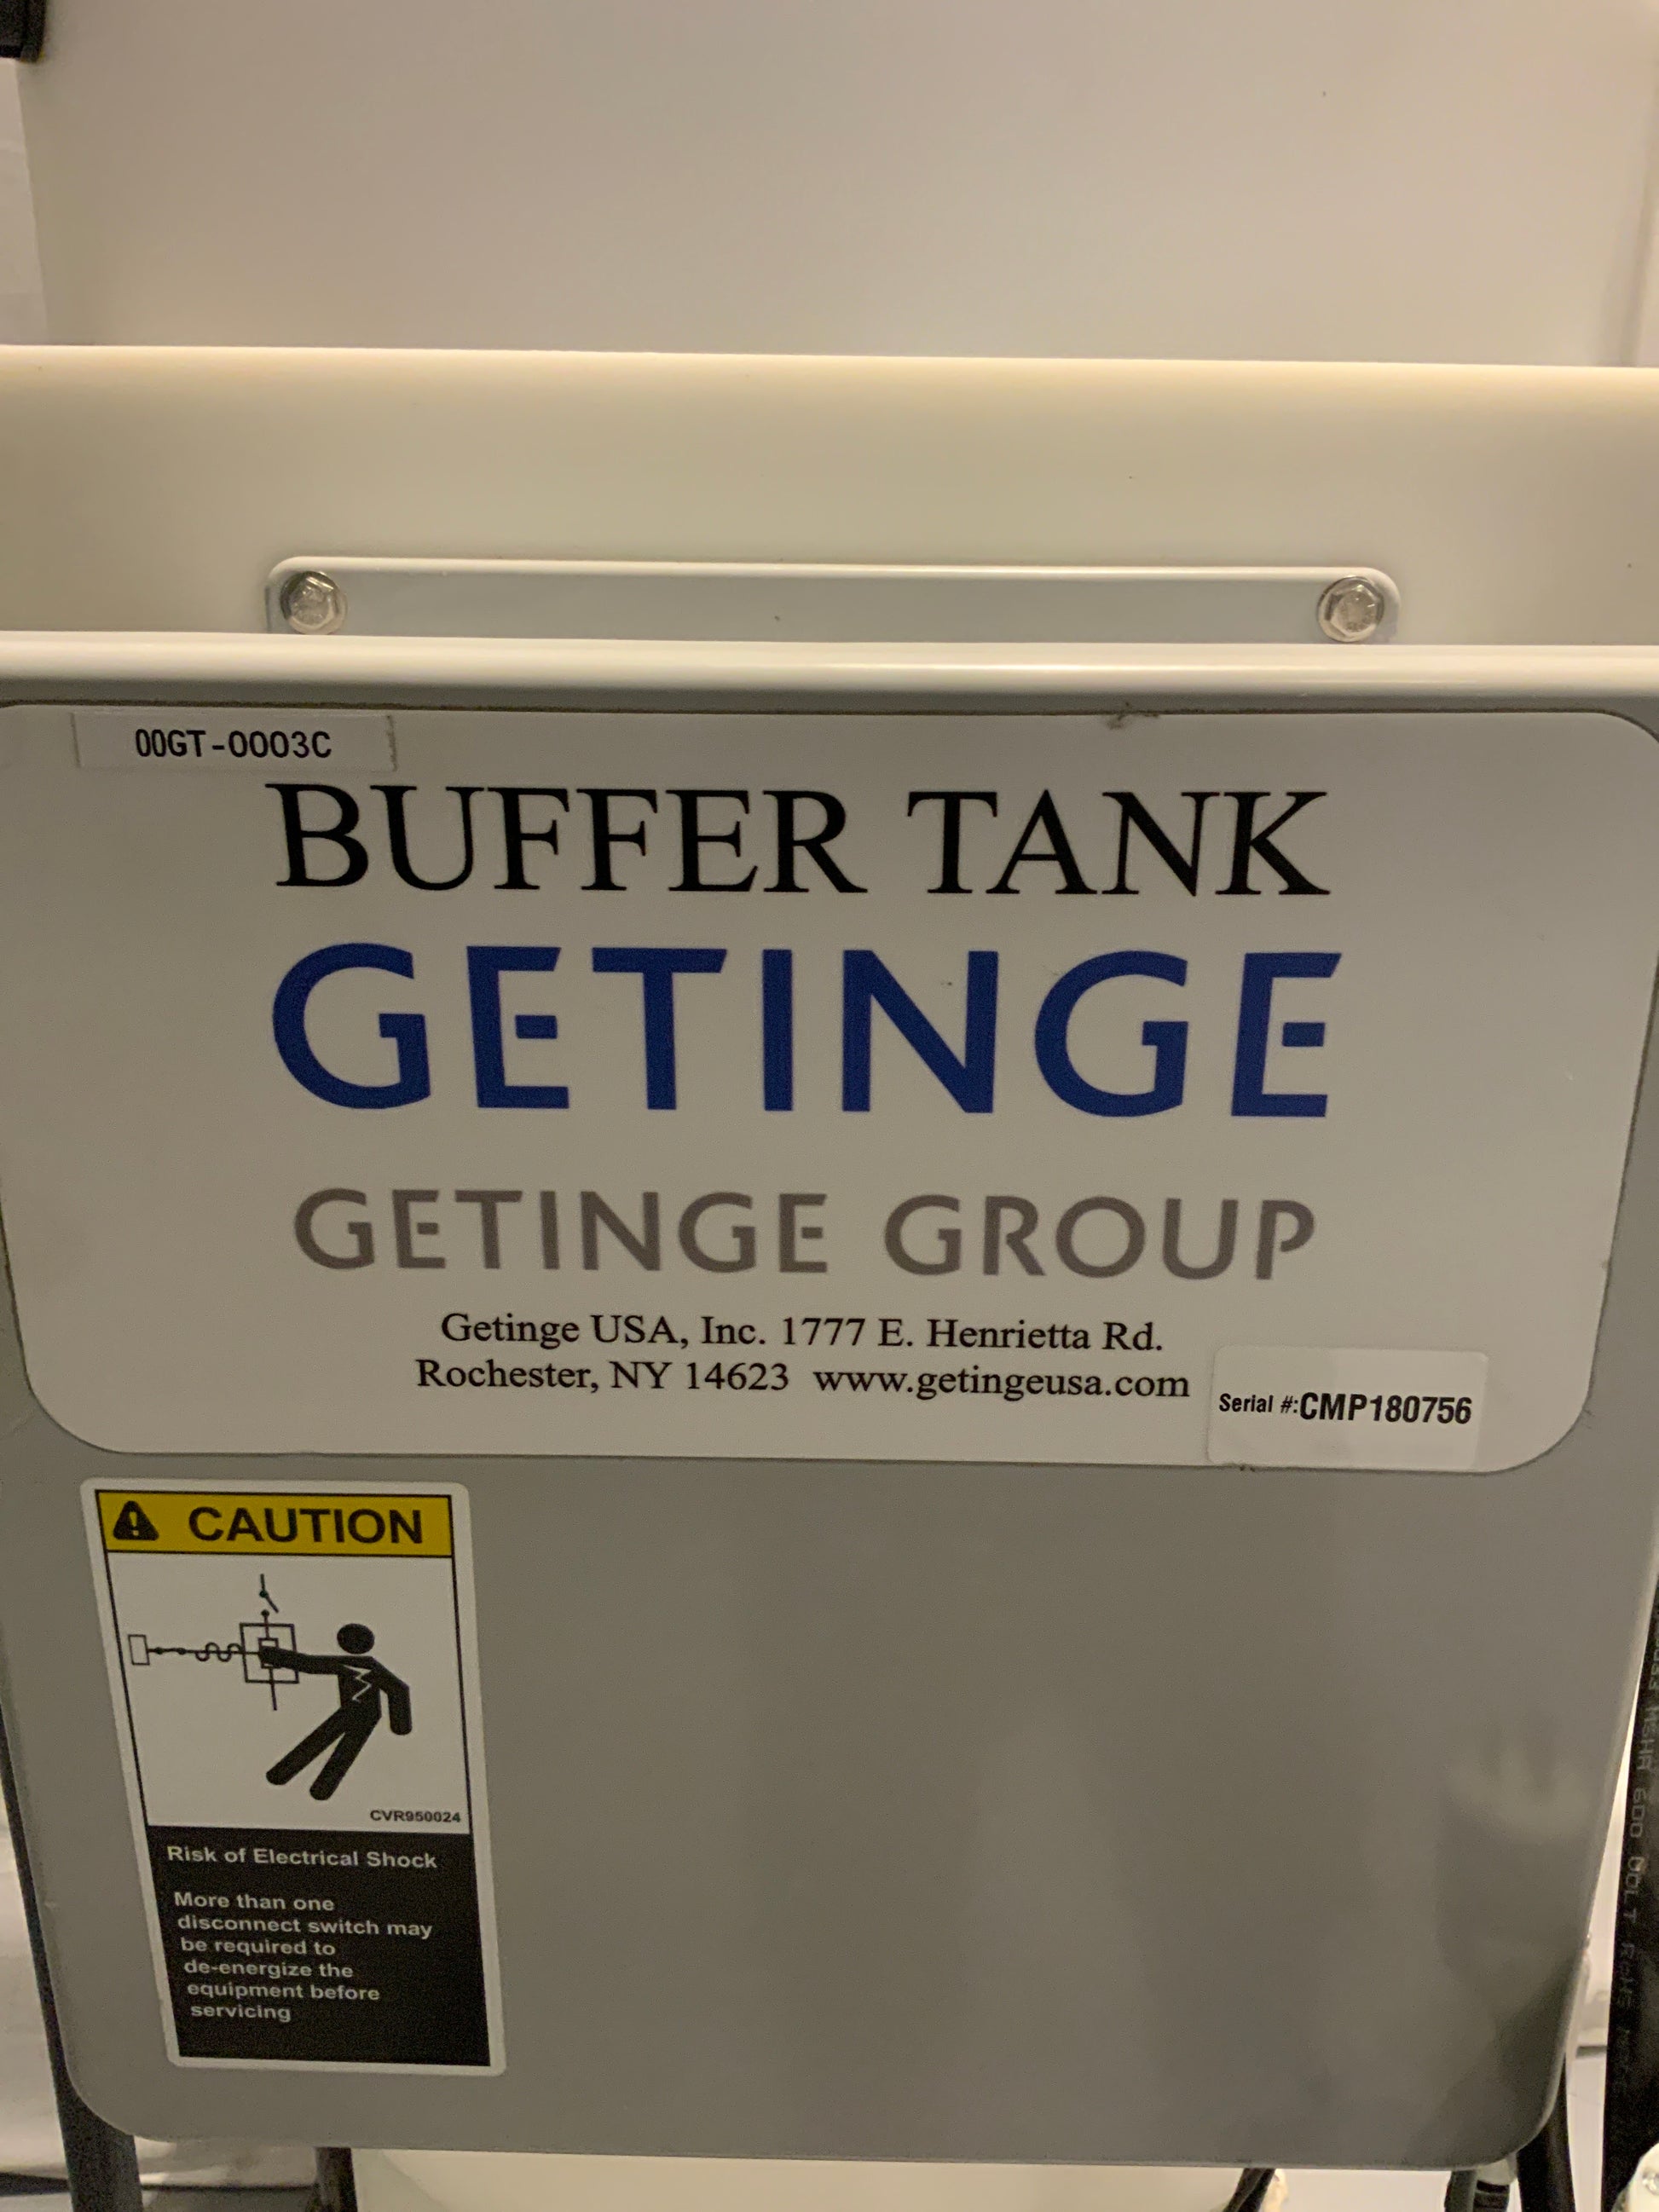 00GT-0003C
BUFFER TANK
GETINGE
GETINGE GROUP
Getinge USA, Inc. 1777 E. Henrietta Rd.
Rochester, NY 14623 www.getingeusa.com
Serial #:CMP180756
CAUTION
CVR950024
Risk of Electrical Shock
More than one
disconnect switch may
be required to
de-energize the
equipment before
servicing